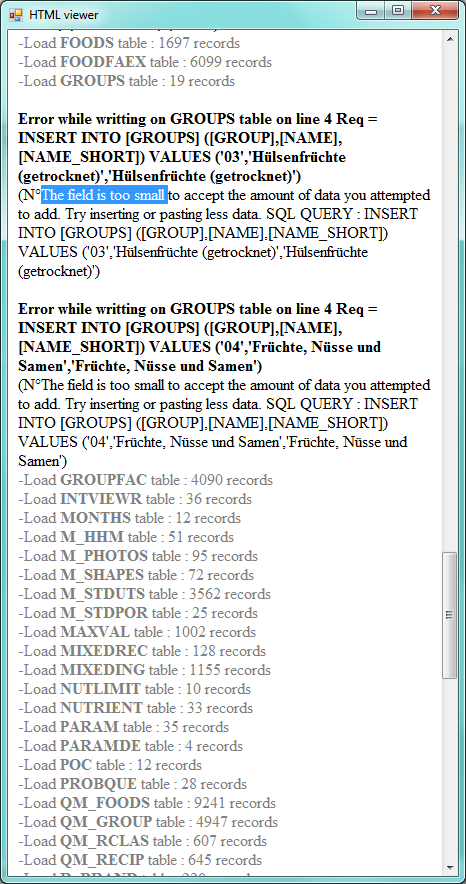 HTML viewer
-Load FOODS table : 1697 records
-Load FOODFAEX table : 6099 records
-Load GROUPS table : 19 records
Error while writting on GROUPS table on line 4 Req =
INSERT INTO [GROUPS] ([GROUP],[NAME],
[NAME_SHORT]) VALUES ('03','Hülsenfrüchte
(getrocknet)','Hülsenfrüchte (getrocknet)')
(N°The field is too small to accept the amount of data you attempted
to add. Try inserting or pasting less data. SQL QUERY : INSERT
INTO [GROUPS] ([GROUP],[NAME],[NAME_SHORT])
VALUES ('03','Hülsenfrüchte (getrocknet)','Hülsenfrüchte
(getrocknet)')
Error while writting on GROUPS table on line 4 Req =
INSERT INTO [GROUPS] ([GROUP],[NAME],
[NAME_SHORT]) VALUES ('04','Früchte, Nüsse und
Samen','Früchte, Nüsse und Samen')
(N°The field is too small to accept the amount of data you attempted
to add. Try inserting or pasting less data. SQL QUERY : INSERT
INTO [GROUPS] ([GROUP],[NAME],[NAME_SHORT])
VALUES ('04','Früchte, Nüsse und Samen','Früchte, Nüsse und
Samen')
-Load GROUPFAC table : 4090 records
-Load INTVIEWR table : 36 records
-Load MONTHS table : 12 records
-Load M_HHM table : 51 records
-Load M_PHOTOS table : 95 records
-Load M_SHAPES table : 72 records
-Load M_STDUTS table : 3562 records
-Load M_STDPOR table : 25 records
-Load MAXVAL table : 1002 records
-Load MIXEDREC table : 128 records
-Load MIXEDING table : 1155 records
-Load NUTLIMIT table : 10 records
-Load NUTRIENT table : 33 records
-Load PARAM table : 35 records
-Load PARAMDE table : 4 records
-Load POC table : 12 records
-Load PROBQUE table : 28 records
-Load QM_FOODS table : 9241 records
-Load QM_GROUP table : 4947 records
-Load QM_RCLAS table : 607 records
-Load QM_RECIP table : 645 records